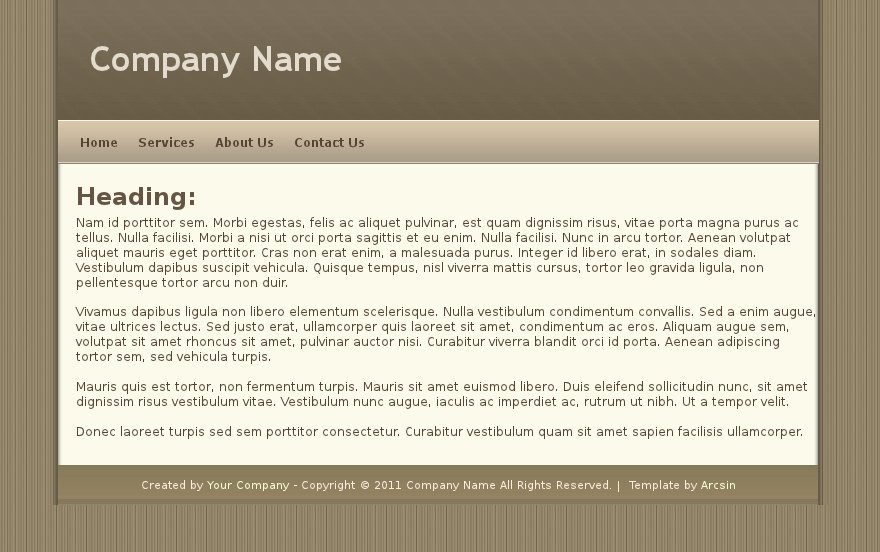 Company Name
Home Services About Us Contact Us
Heading:
Nam id porttitor sem. Morbi egestas, felis ac aliquet pulvinar, est quam dignissim risus, vitae porta magna purus ac
tellus. Nulla facilisi. Morbi a nisi ut orci porta sagittis et eu enim. Nulla facilisi. Nunc in arcu tortor. Aenean volutpat
aliquet mauris eget porttitor. Cras non erat enim, a malesuada purus. Integer id libero erat, in sodales diam.
Vestibulum dapibus suscipit vehicula. Quisque tempus, nisl viverra mattis cursus, tortor leo gravida ligula, non
pellentesque tortor arcu non duir.
Vivamus dapibus ligula non libero elementum scelerisque. Nulla vestibulum condimentum convallis. Sed a enim augue,
vitae ultrices lectus. Sed justo erat, ullamcorper quis laoreet sit amet, condimentum ac eros. Aliquam augue sem,
volutpat sit amet rhoncus sit amet, pulvinar auctor nisi. Curabitur viverra blandit orci id porta. Aenean adipiscing
tortor sem, sed vehicula turpis.
Mauris quis est tortor, non fermentum turpis. Mauris sit amet euismod libero. Duis eleifend sollicitudin nunc, sit amet
dignissim risus vestibulum vitae. Vestibulum nunc augue, iaculis ac imperdiet ac, rutrum ut nibh. Ut a tempor velit.
Donec laoreet turpis sed sem porttitor consectetur. Curabitur vestibulum quam sit amet sapien facilisis ullamcorper.
Created by Your Company - Copyright © 2011 Company Name All Rights Reserved. | Template by Arcsin